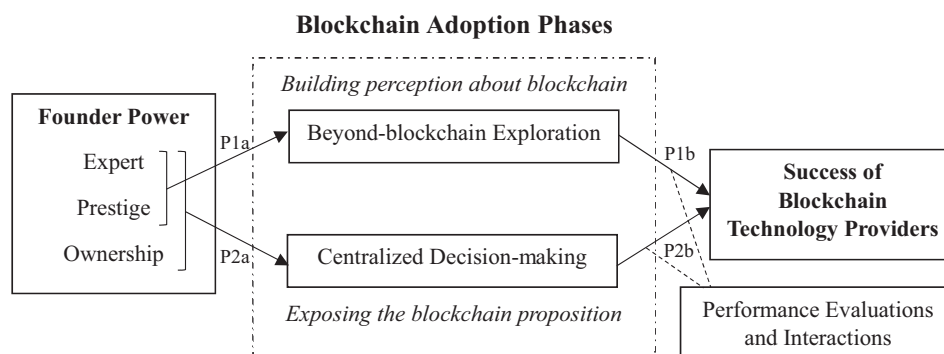 Blockchain Adoption Phases
Building perception about blockchain
Founder Power
Expert
Prestige
Ownership
P1a
P2a
Beyond-blockchain Exploration
Centralized Decision-making
Exposing the blockchain proposition
P1b
P2b
Success of
Blockchain
Technology Providers
Performance Evaluations
and Interactions